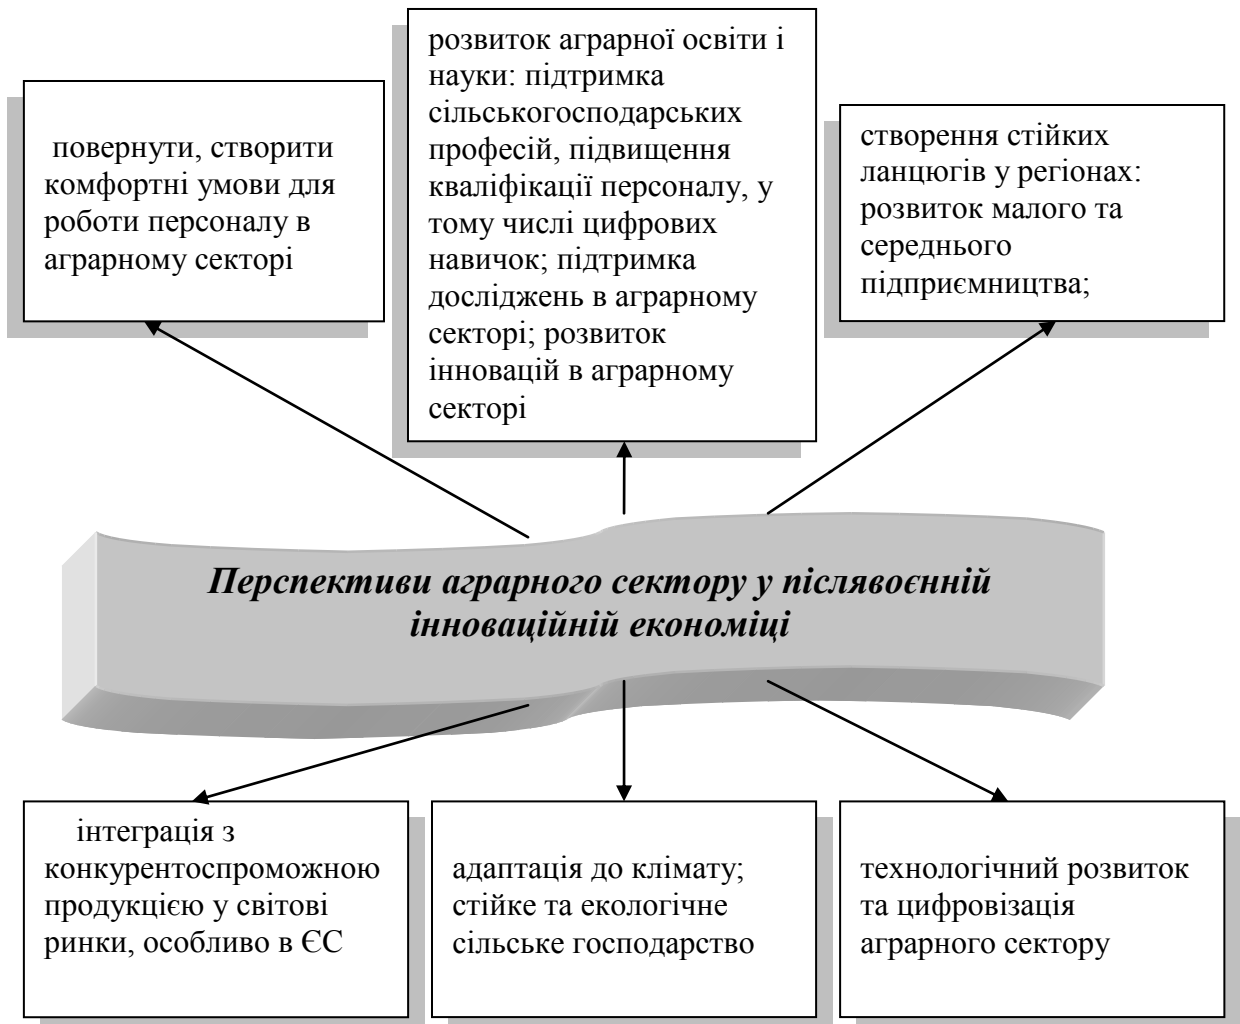 повернути, створити
комфортні умови для
роботи персоналу в
аграрному секторі
розвиток аграрної освіти і
науки: підтримка
сільськогосподарських
професій, підвищення
кваліфікації персоналу, у
тому числі цифрових
навичок; підтримка
досліджень в аграрному
секторі; розвиток
інновацій в аграрному
секторі
створення стійких
ланцюгів у регіонах:
розвиток малого та
середнього
підприємництва;
Перспективи аграрного сектору у післявоєнній
інноваційній економіці
інтеграція з
конкурентоспроможною
продукцією у світові
ринки, особливо в ЄС
адаптація до клімату;
стійке та екологічне
сільське господарство
технологічний розвиток
та цифровізація
аграрного сектору